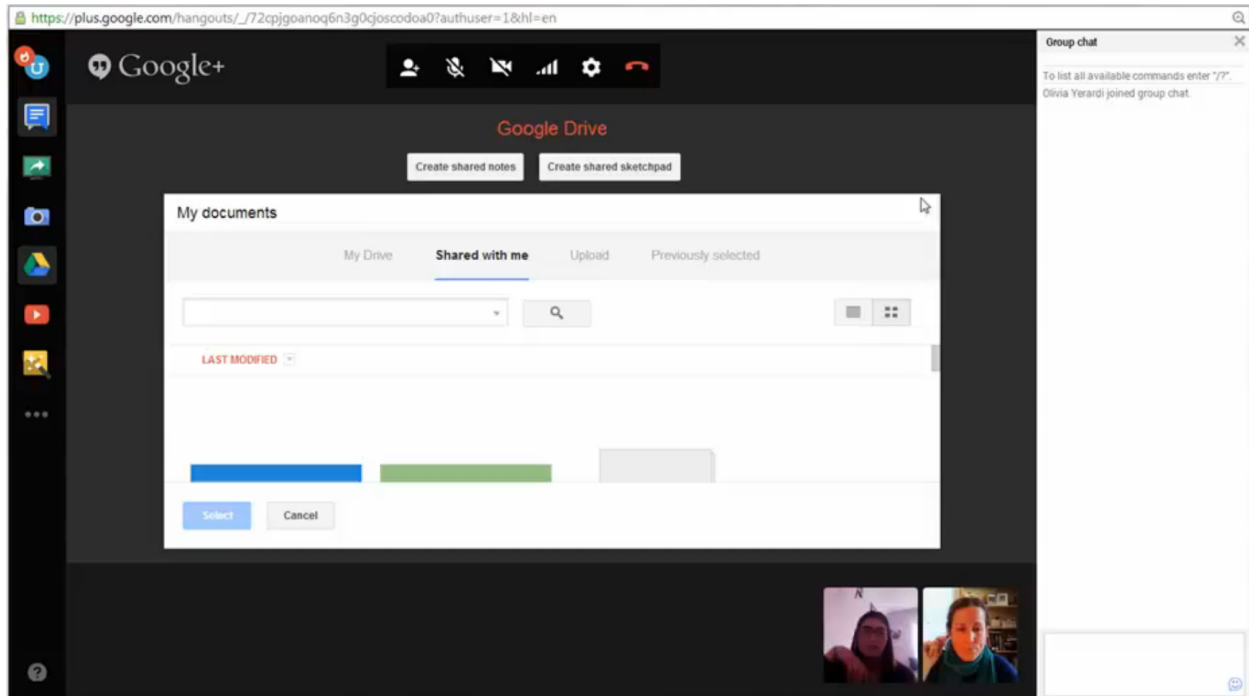 https://plus.google.com/hangouts/_/72cpjgoanoq6n3g0cjoscodoa0?authuser=1&hl=en
Google+
Google Drive
Create shared notes
Create shared sketchpad
My documents
My Drive
Shared with me
Upload
Previously selected
LAST MODIFIED
Select
Cancel
Group chat
To list all available commands enter "/?".
Olivia Yerardi joined group chat.